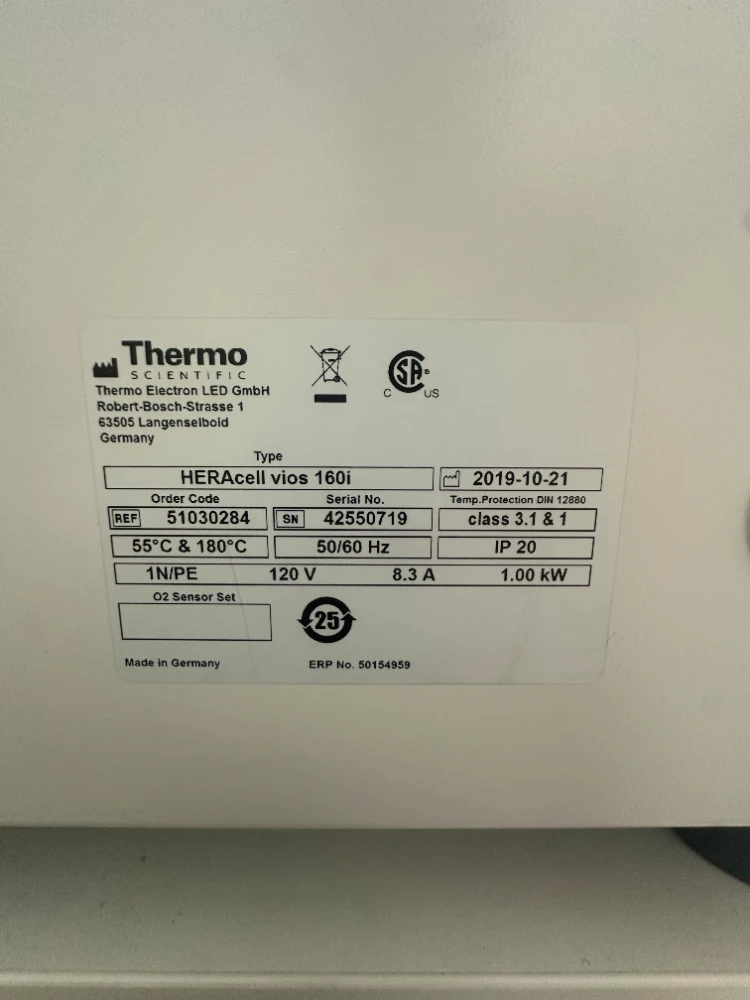 Thermo
SCIENTIFIC
Thermo Electron LED GmbH
Robert-Bosch-Strasse 1
63505 Langenselbold
Germany
C SA US
Type
HERAcell vios 160i 2019-10-21
Order Code Serial No. Temp.Protection DIN 12880
REF 51030284 SN 42550719 class 3.1 & 1
55°C & 180°C 50/60 Hz IP 20
1N/PE 120 V 8.3 A 1.00 kW
O2 Sensor Set
25
Made in Germany ERP No. 50154959